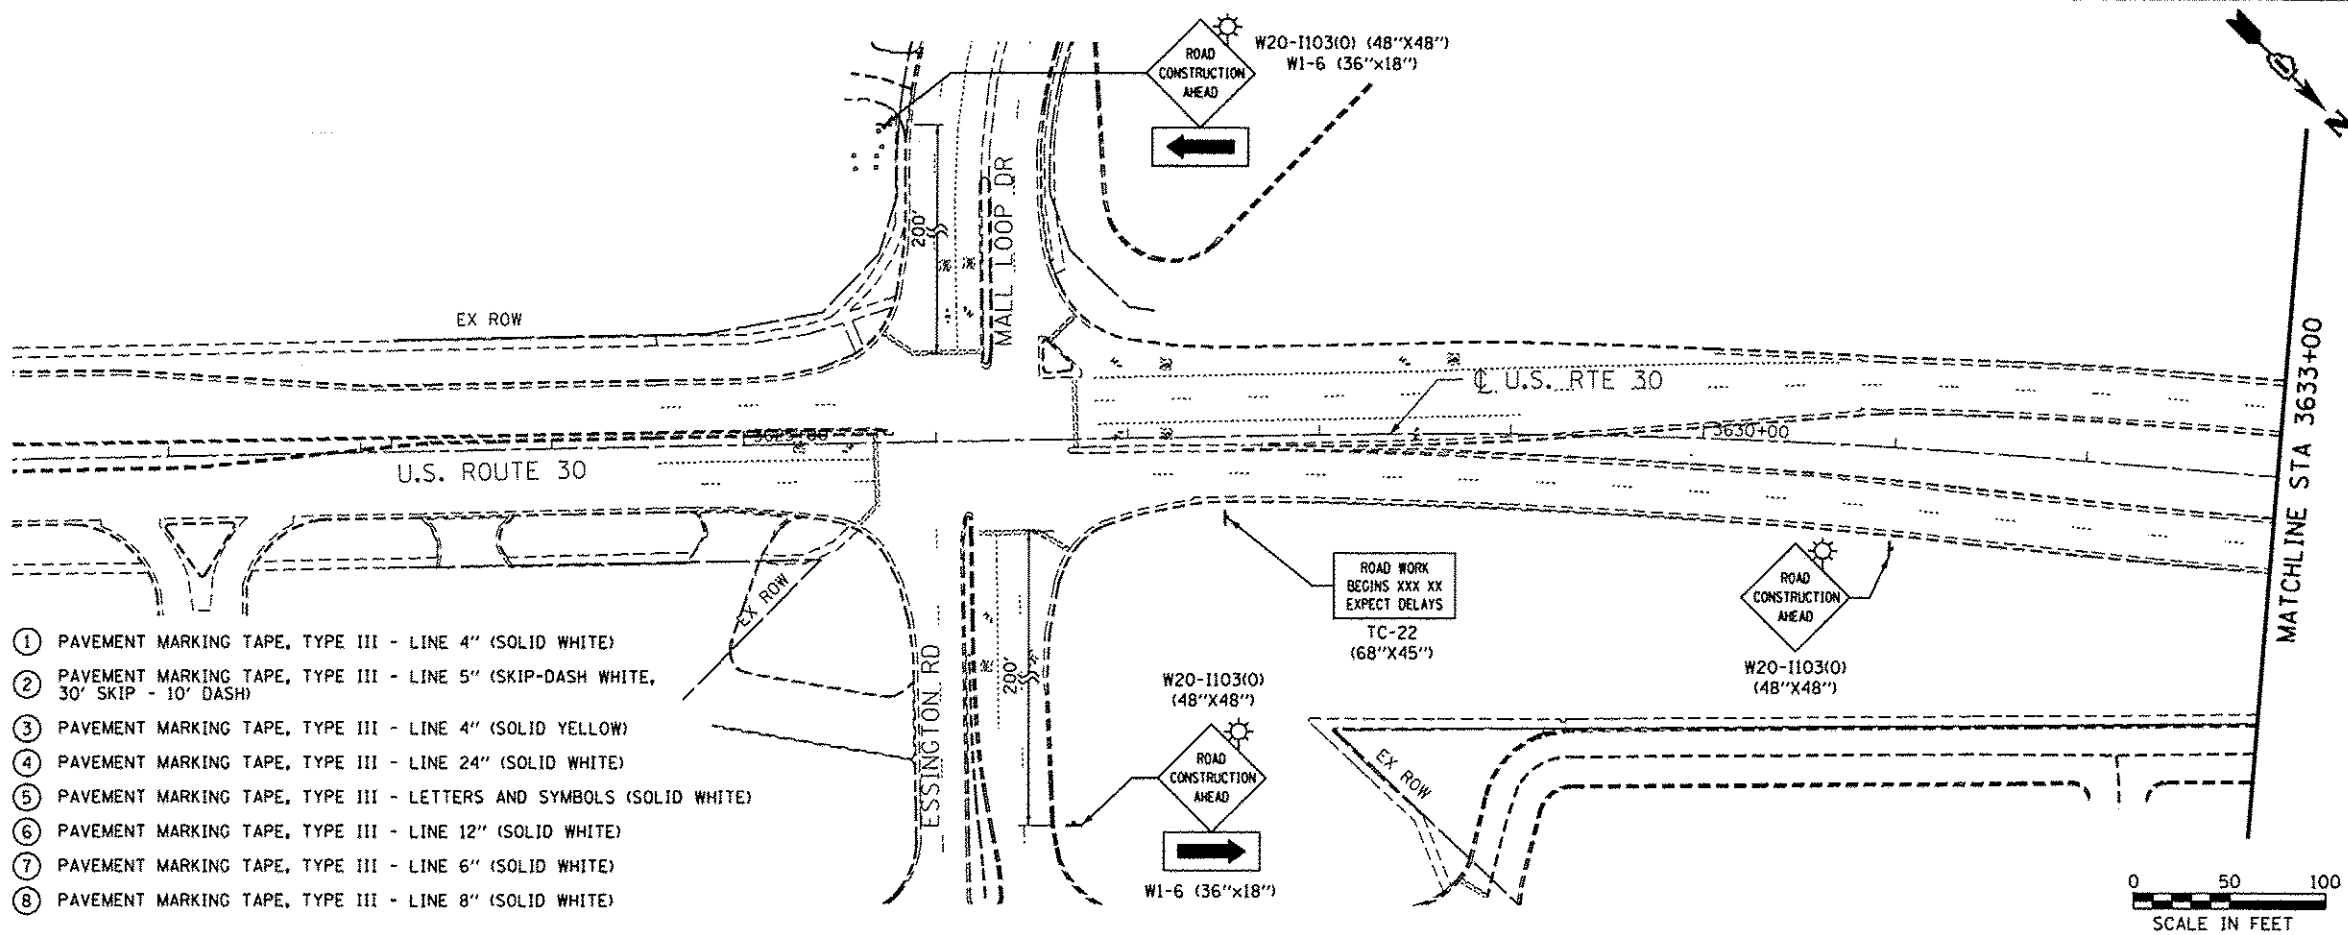 ROAD
CONSTRUCTION
AHEAD
W20-I103(O) (48"X48")
W1-6 (36"x18")
N
200'
MALL LOOP DR
EX ROW
℄ U.S. RTE 30
MATCHLINE STA 3633+00
3630+00
U.S. ROUTE 30
EX ROW
ROAD WORK
BEGINS XXX XX
EXPECT DELAYS
TC-22
(68"X45")
ROAD
CONSTRUCTION
AHEAD
W20-I103(O)
(48"X48")
ESSINGTON RD
200'
W20-I103(O)
(48"X48")
ROAD
CONSTRUCTION
AHEAD
W1-6 (36"x18")
EX ROW
1 PAVEMENT MARKING TAPE, TYPE III - LINE 4" (SOLID WHITE)
2 PAVEMENT MARKING TAPE, TYPE III - LINE 5" (SKIP-DASH WHITE,
30' SKIP - 10' DASH)
3 PAVEMENT MARKING TAPE, TYPE III - LINE 4" (SOLID YELLOW)
4 PAVEMENT MARKING TAPE, TYPE III - LINE 24" (SOLID WHITE)
5 PAVEMENT MARKING TAPE, TYPE III - LETTERS AND SYMBOLS (SOLID WHITE)
6 PAVEMENT MARKING TAPE, TYPE III - LINE 12" (SOLID WHITE)
7 PAVEMENT MARKING TAPE, TYPE III - LINE 6" (SOLID WHITE)
8 PAVEMENT MARKING TAPE, TYPE III - LINE 8" (SOLID WHITE)
0 50 100
SCALE IN FEET